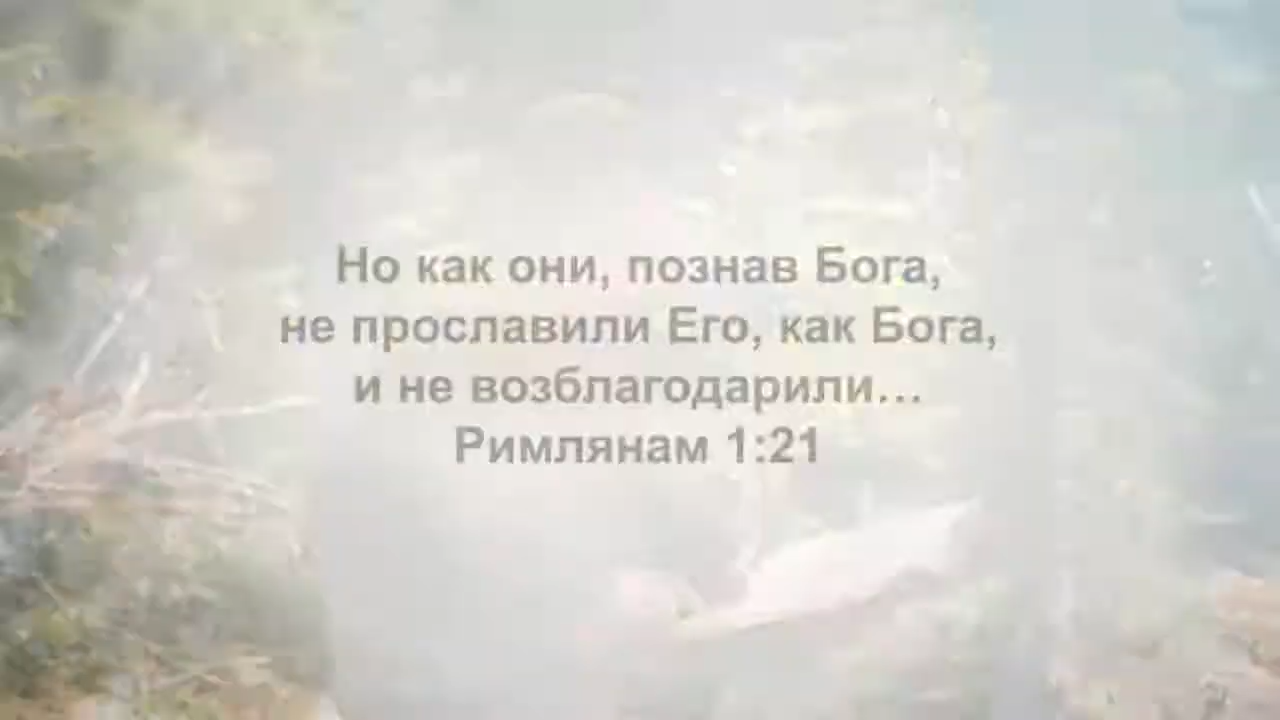 Но как они, познав Бога,
не прославили Его, как Бога,
и не возблагодарили...
Римлянам 1:21